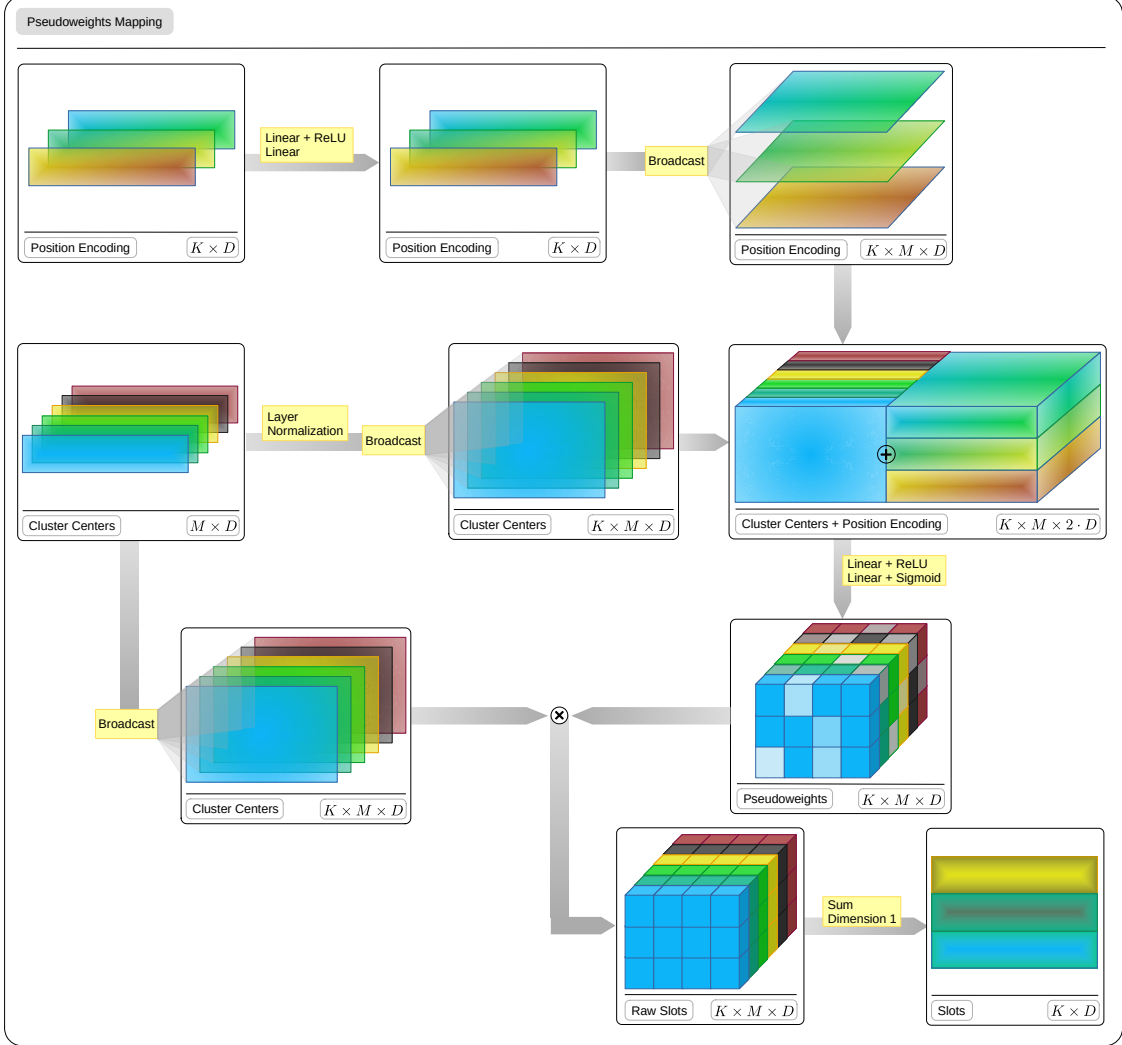 Pseudoweights Mapping
Linear + ReLU
Linear
Broadcast
Position Encoding
K × D
Position Encoding
K × D
Position Encoding
K × M × D
Layer
Normalization
Broadcast
Cluster Centers
M × D
Cluster Centers
K × M × D
+
Cluster Centers + Position Encoding
K × M × 2 · D
Linear + ReLU
Linear + Sigmoid
Broadcast
×
Cluster Centers
K × M × D
Pseudoweights
K × M × D
Sum
Dimension 1
Raw Slots
K × M × D
Slots
K × D